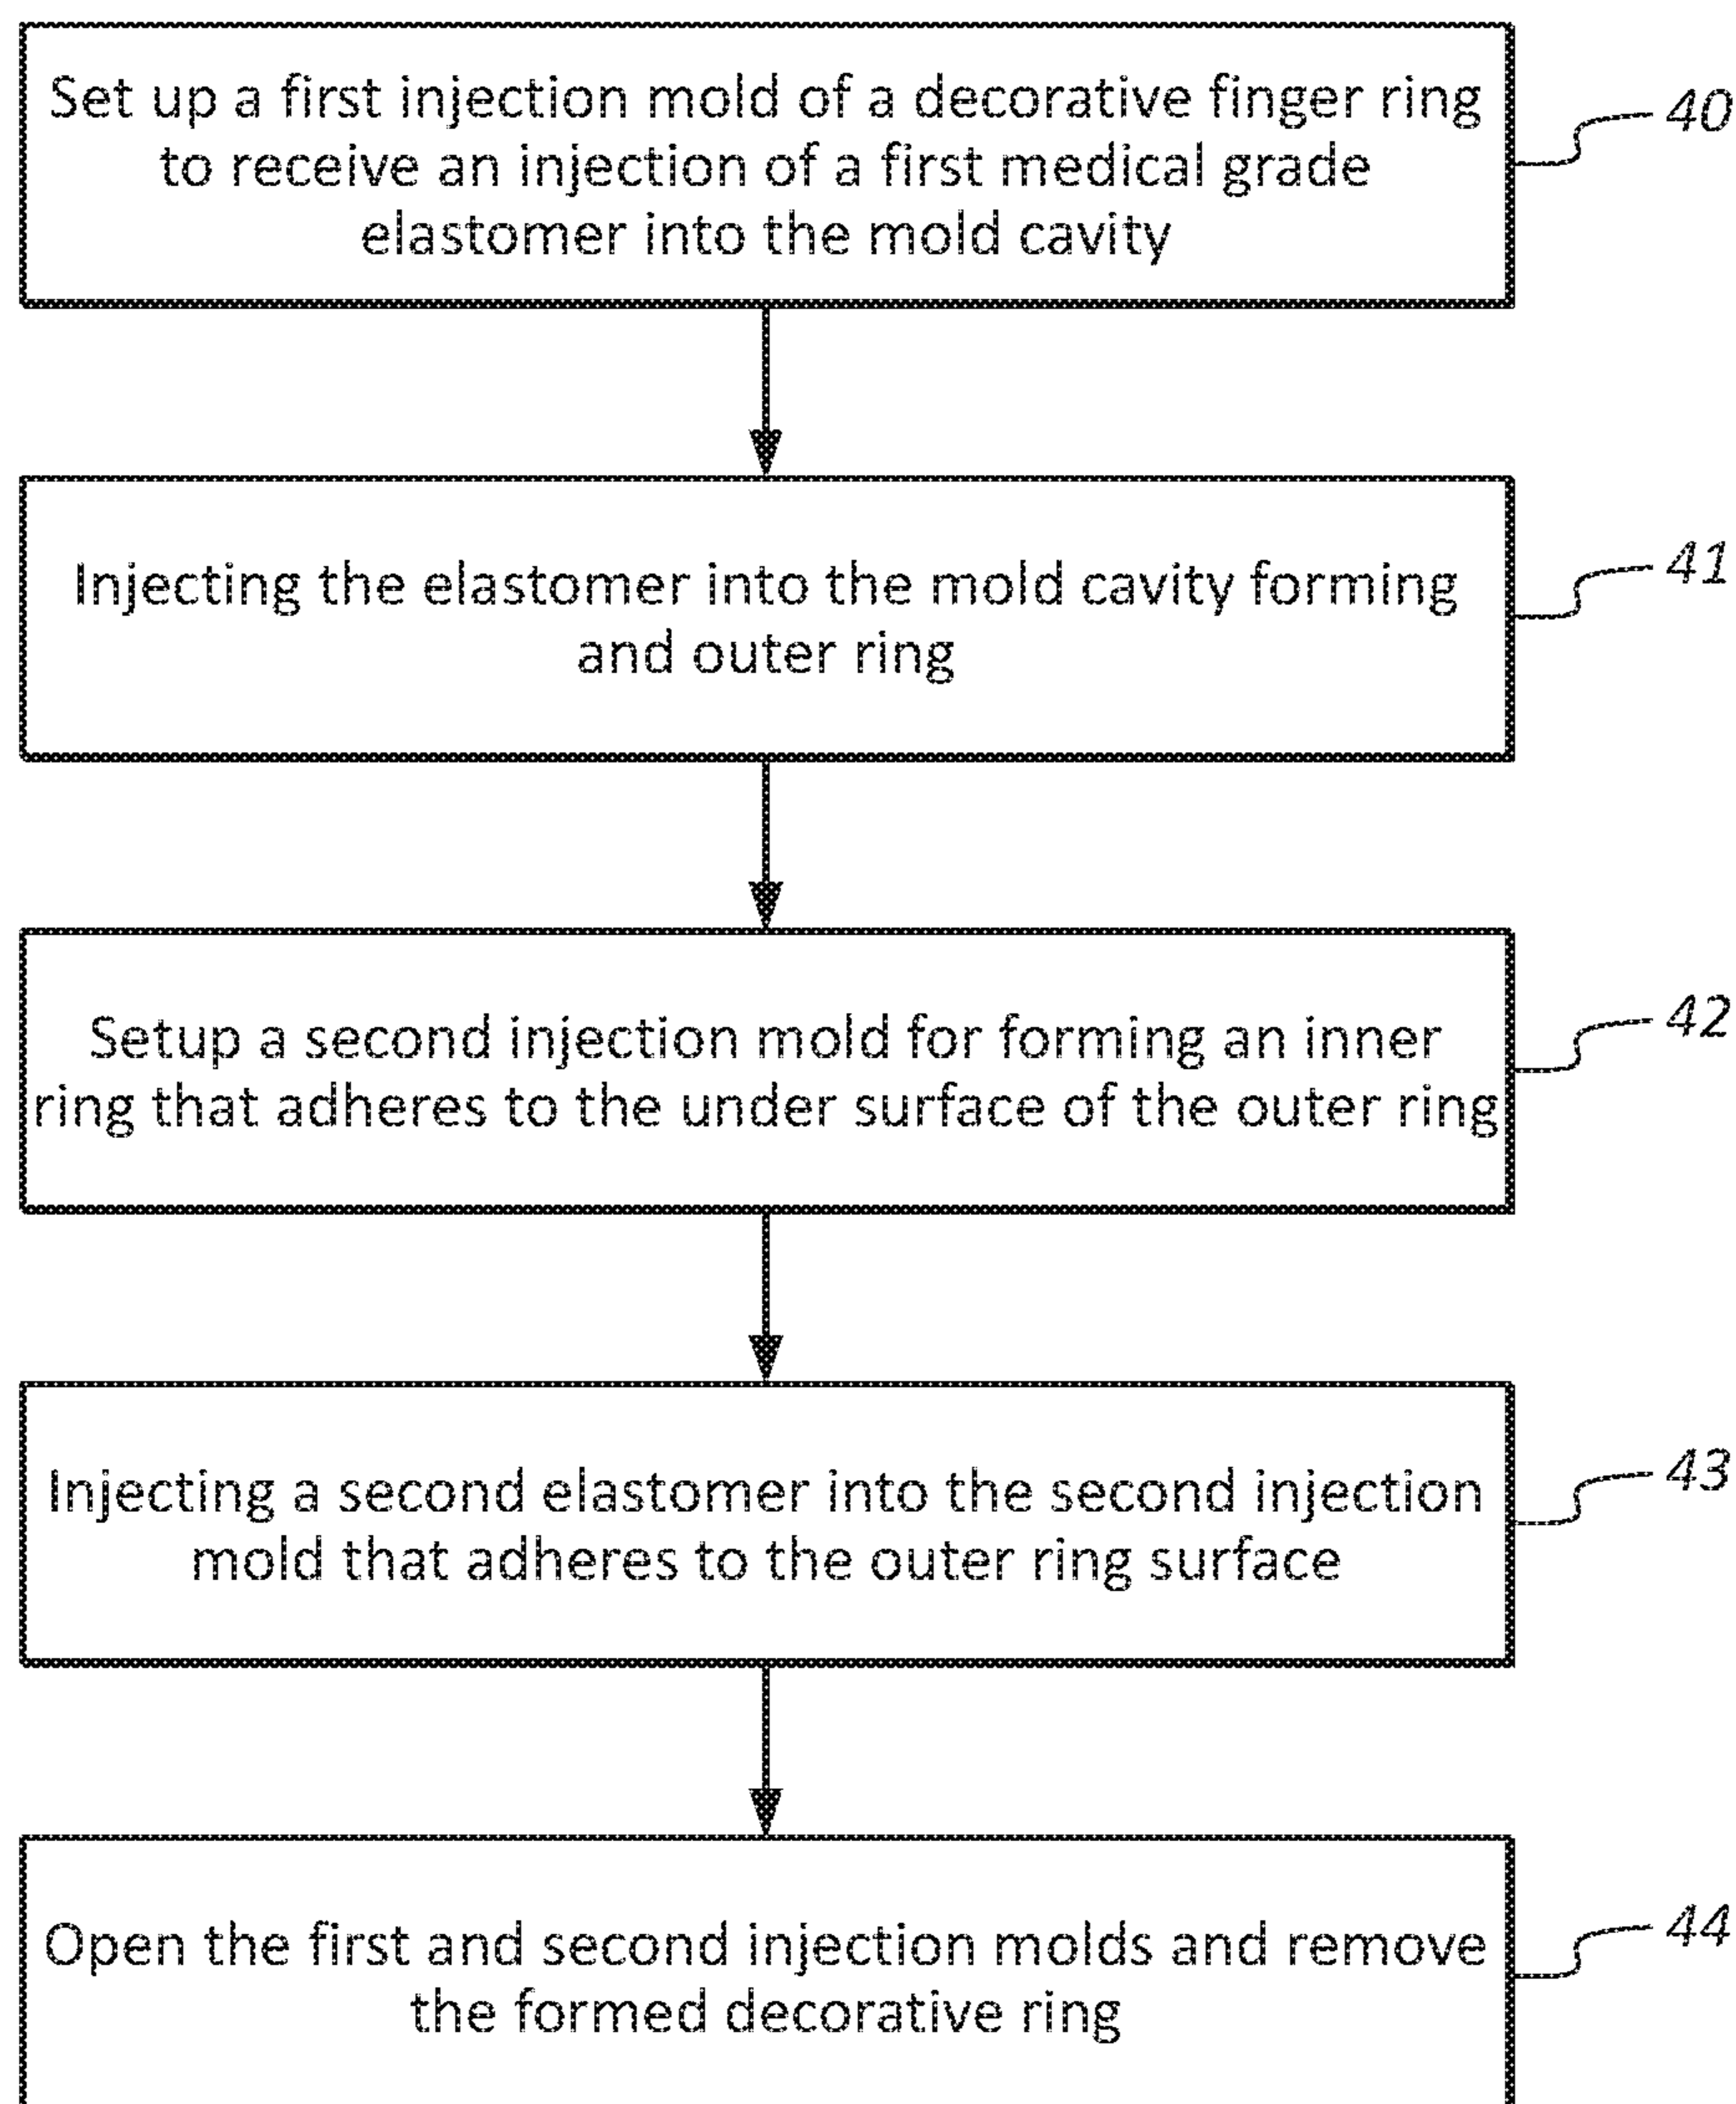 Set up a first injection mold of a decorative finger ring
to receive an injection of a first medical grade
elastomer into the mold cavity
40
Injecting the elastomer into the mold cavity forming
and outer ring
41
Setup a second injection mold for forming an inner
ring that adheres to the under surface of the outer ring
42
Injecting a second elastomer into the second injection
mold that adheres to the outer ring surface
43
Open the first and second injection molds and remove
the formed decorative ring
44